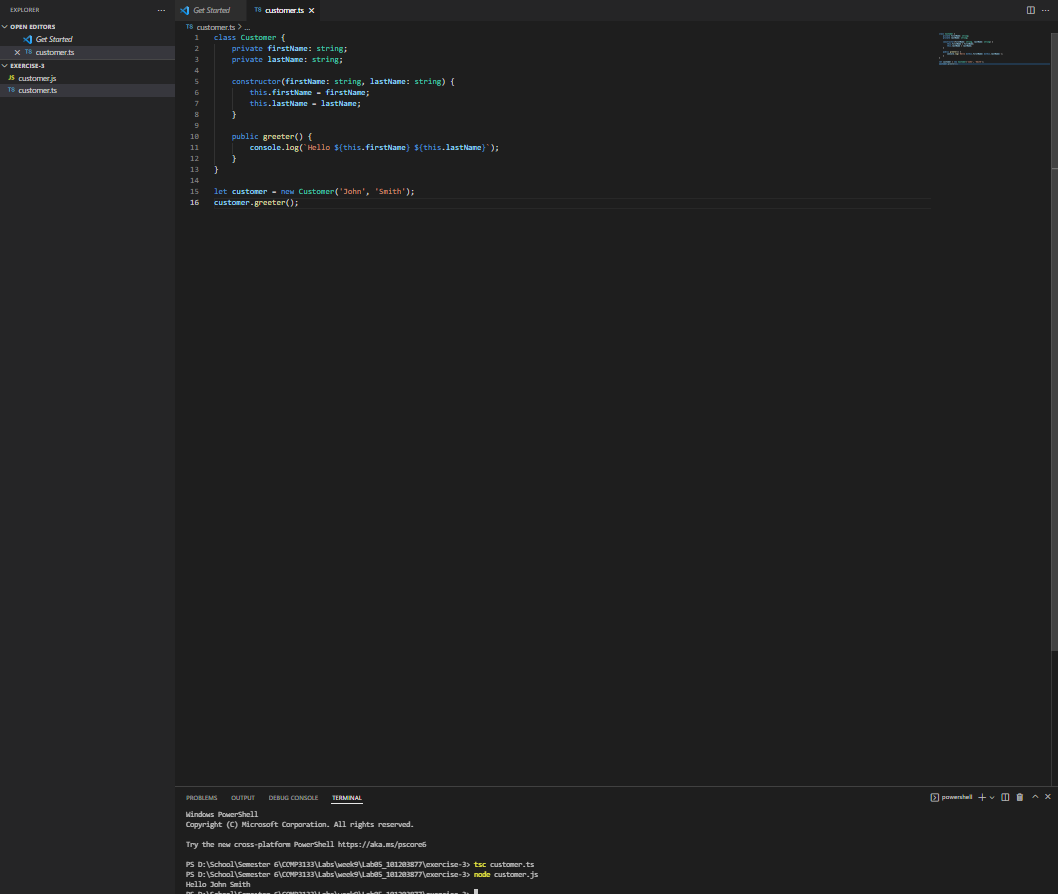 EXPLORER
OPEN EDITORS
Get Started
TS customer.ts
EXERCISE-3
JS customer.js
TS customer.ts
Get Started
TS customer.ts
TS customer.ts > ...
1 class Customer {
2 private firstName: string;
3 private lastName: string;
4
5 constructor(firstName: string, lastName: string) {
6 this.firstName = firstName;
7 this.lastName = lastName;
8 }
9
10 public greeter() {
11 console.log(`Hello ${this.firstName} ${this.lastName}`);
12 }
13 }
14
15 let customer = new Customer('John', 'Smith');
16 customer.greeter();
PROBLEMS OUTPUT DEBUG CONSOLE TERMINAL powershell
Windows PowerShell
Copyright (C) Microsoft Corporation. All rights reserved.
Try the new cross-platform PowerShell https://aka.ms/pscore6
PS D:\School\Semester 6\COMP3133\Labs\week9\Lab05_101203877\exercise-3> tsc customer.ts
PS D:\School\Semester 6\COMP3133\Labs\week9\Lab05_101203877\exercise-3> node customer.js
Hello John Smith
PS D:\School\Semester 6\COMP3133\Labs\week9\Lab05_101203877\exercise-3>